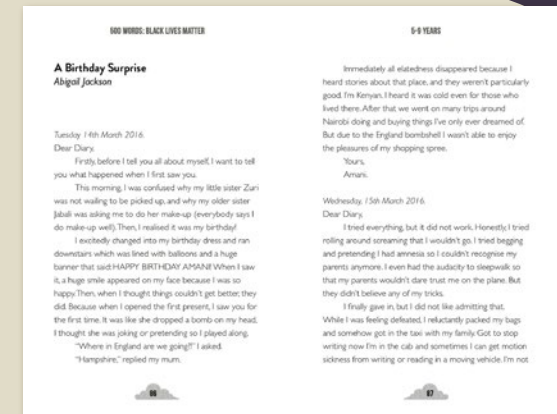 500 WORDS: BLACK LIVES MATTER
A Birthday Surprise
Abigail Jackson
Tuesday 14th March 2016.
Dear Diary,
Firstly, before I tell you all about myself, I want to tell
you what happened when I first saw you.
This morning, I was confused why my little sister Zuri
was not wailing to be picked up, and why my older sister
Jabali was asking me to do her make-up (everybody says I
do make-up well). Then, I realised it was my birthday!
I excitedly changed into my birthday dress and ran
downstairs which was lined with balloons and a huge
banner that said: HAPPY BIRTHDAY AMANI! When I saw
it, a huge smile appeared on my face because I was so
happy. Then, when I thought things couldn't get better, they
did. Because when I opened the first present, I saw you for
the first time. It was like she dropped a bomb on my head,
I thought she was joking or pretending so I played along.
"Where in England are we going?!" I asked.
"Hampshire," replied my mum.
86
5-9 YEARS
Immediately all elatedness disappeared because I
heard stories about that place, and they weren't particularly
good. I'm Kenyan. I heard it was cold even for those who
lived there. After that we went on many trips around
Nairobi doing and buying things I've only ever dreamed of.
But due to the England bombshell I wasn't able to enjoy
the pleasures of my shopping spree.
Yours,
Amani.
Wednesday, 15th March 2016.
Dear Diary,
I tried everything, but it did not work. Honestly, I tried
rolling around screaming that I wouldn't go. I tried begging
and pretending I had amnesia so I couldn't recognise my
parents anymore. I even had the audacity to sleepwalk so
that my parents wouldn't dare trust me on the plane. But
they didn't believe any of my tricks.
I finally gave in, but I did not like admitting that.
While I was feeling defeated, I reluctantly packed my bags
and somehow got in the taxi with my family. Got to stop
writing now I'm in the cab and sometimes I can get motion
sickness from writing or reading in a moving vehicle. I'm not
87